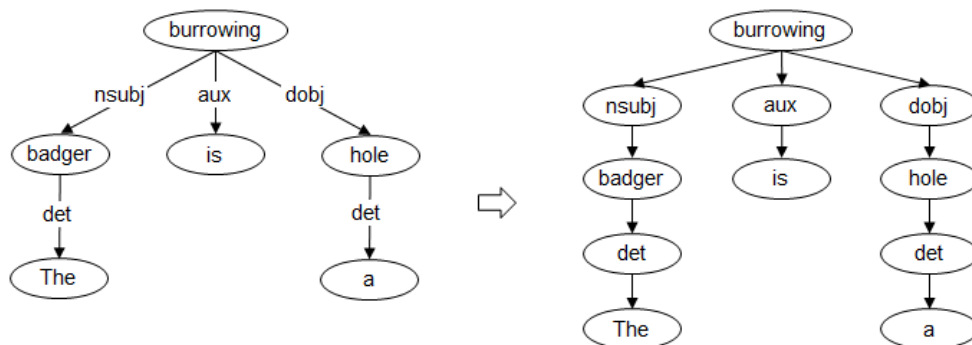 burrowing
nsubj aux dobj
badger is hole
det det
The a
burrowing
nsubj aux dobj
badger is hole
det det
The a